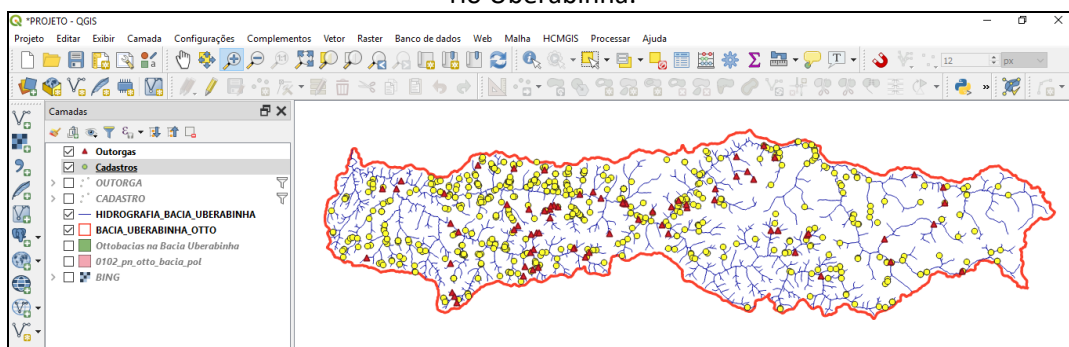 rio Uberabinha.
*PROJETO - QGIS
Projeto Editar Exibir Camada Configurações Complementos Vetor Raster Banco de dados Web Malha HCMGIS Processar Ajuda
12 px
Camadas
Outorgas
Cadastros
OUTORGA
CADASTRO
HIDROGRAFIA_BACIA_UBERABINHA
BACIA_UBERABINHA_OTTO
Ottobacias na Bacia Uberabinha
0102_pn_otto_bacia_pol
BING